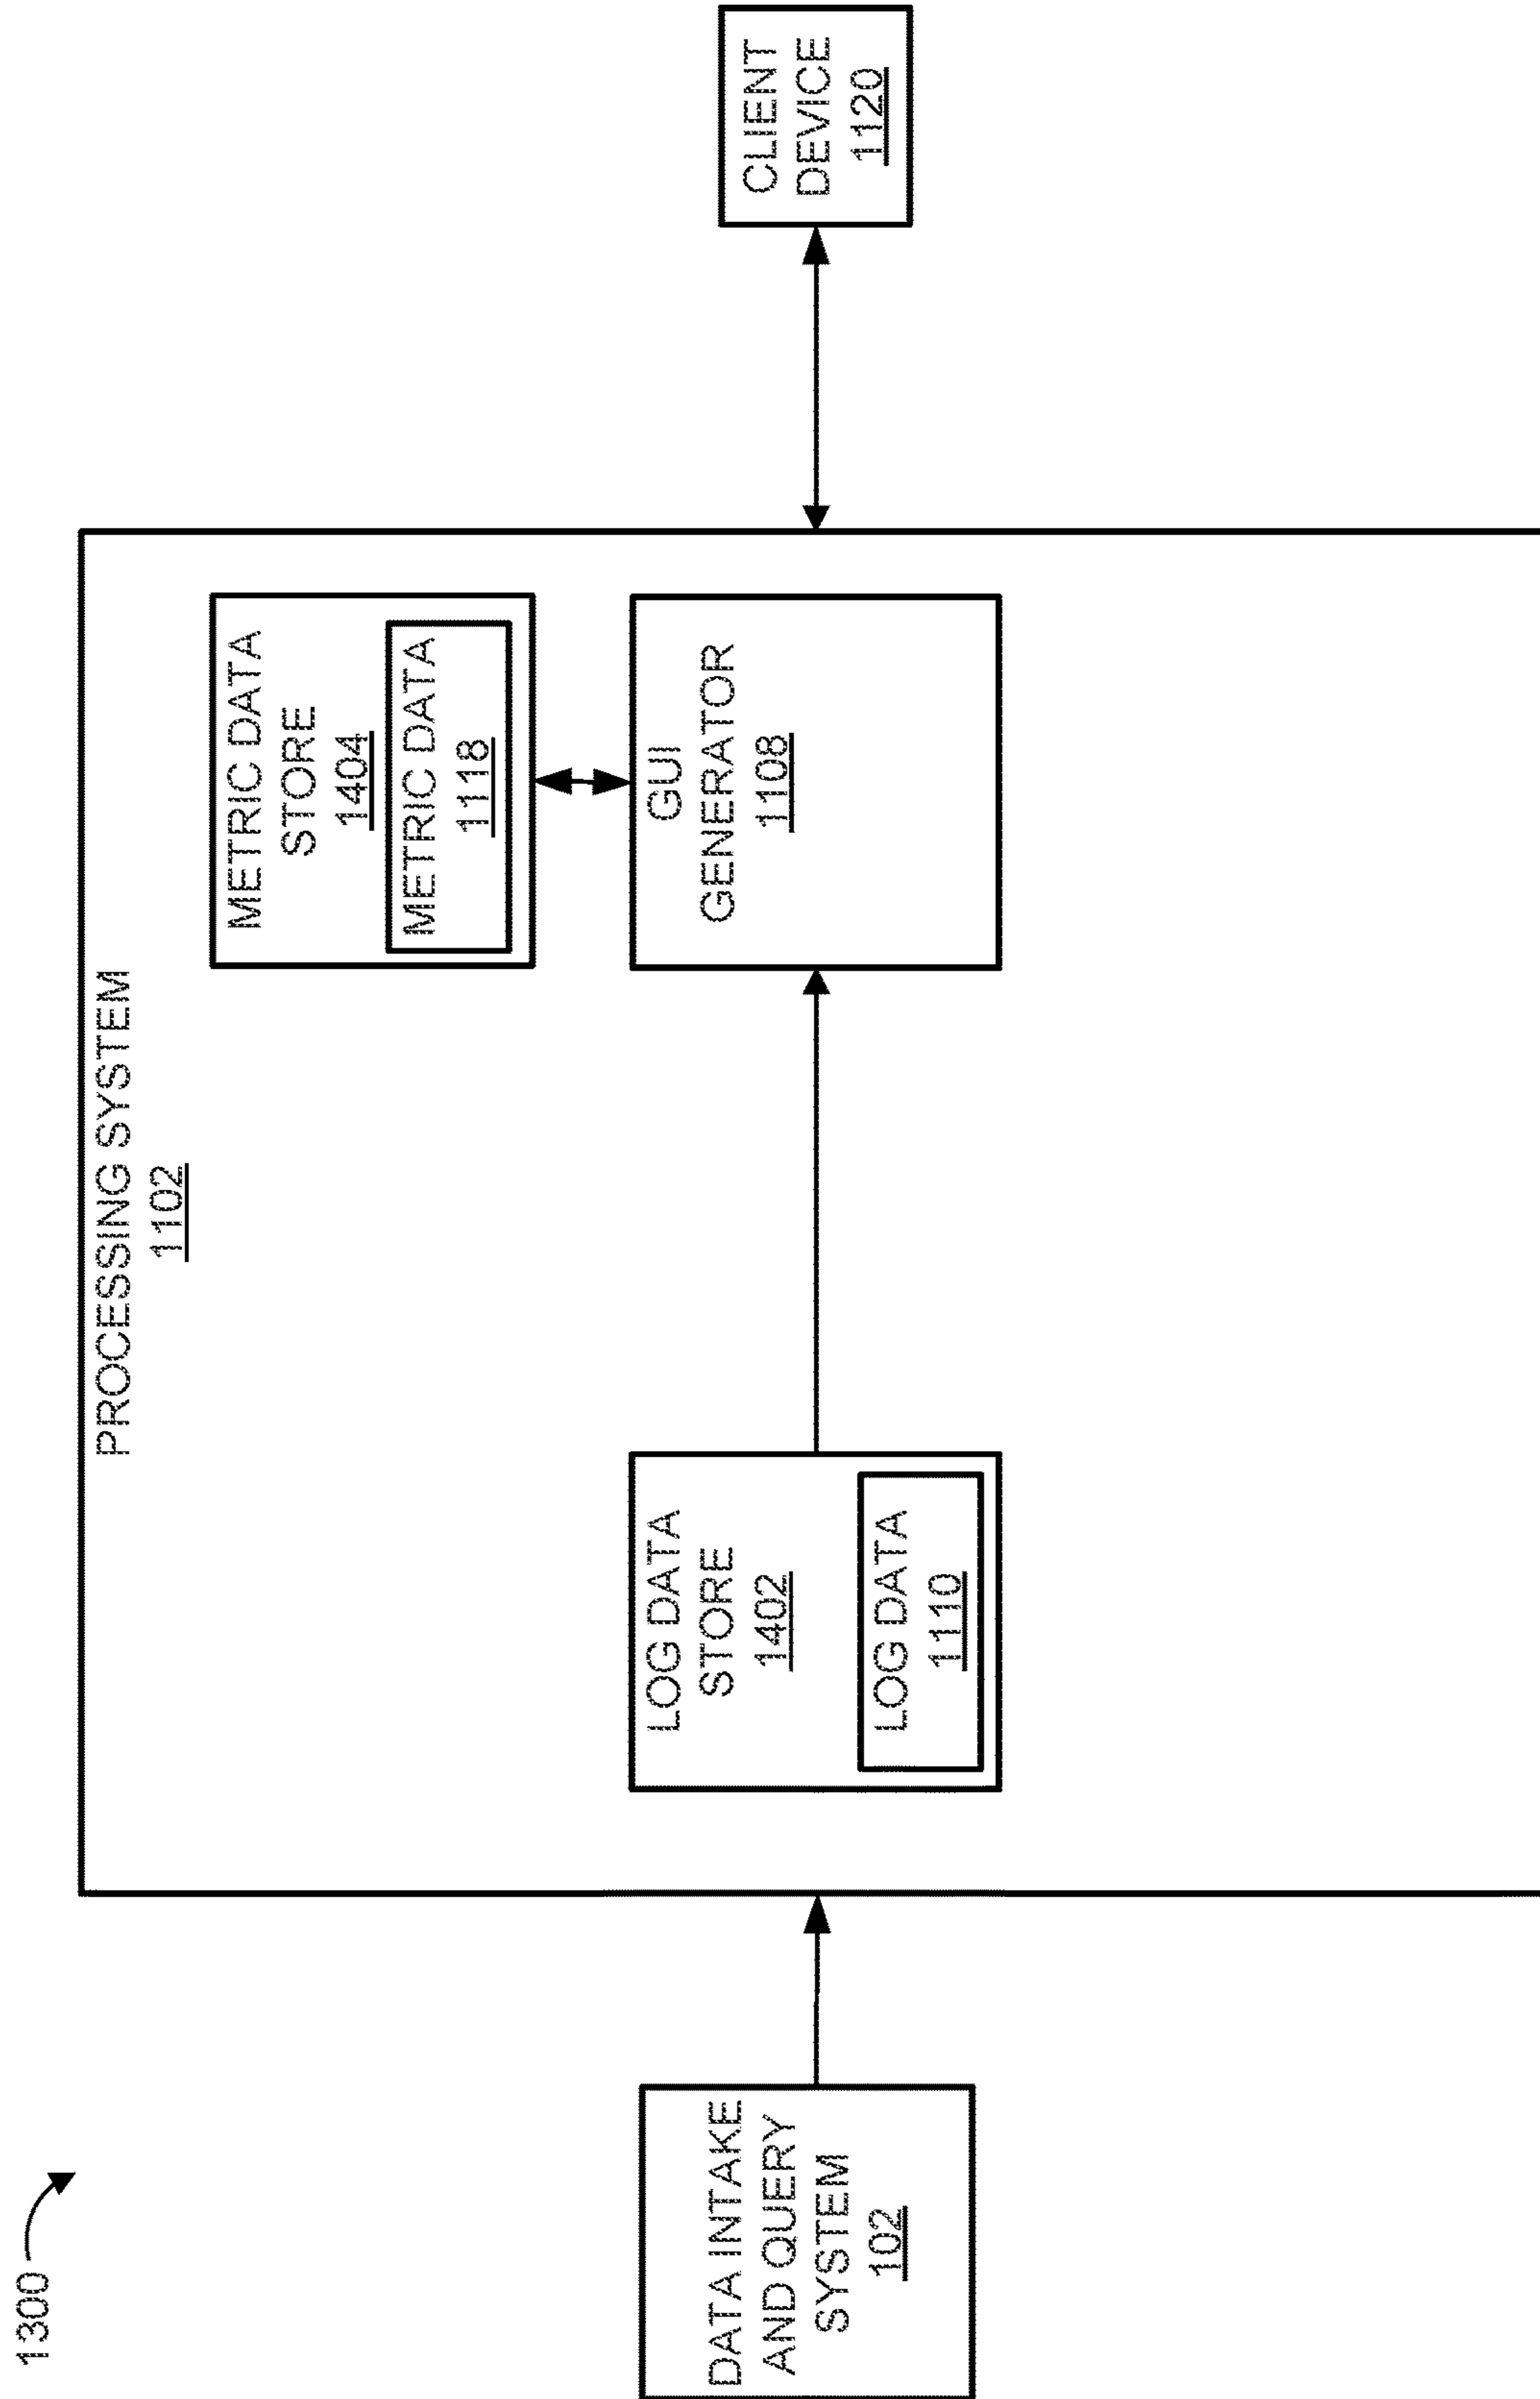 1300
PROCESSING SYSTEM
1102
DATA INTAKE
AND QUERY
SYSTEM
102
LOG DATA
STORE
1402
LOG DATA
1110
METRIC DATA
STORE
1404
METRIC DATA
1118
GUI
GENERATOR
1108
CLIENT
DEVICE
1120